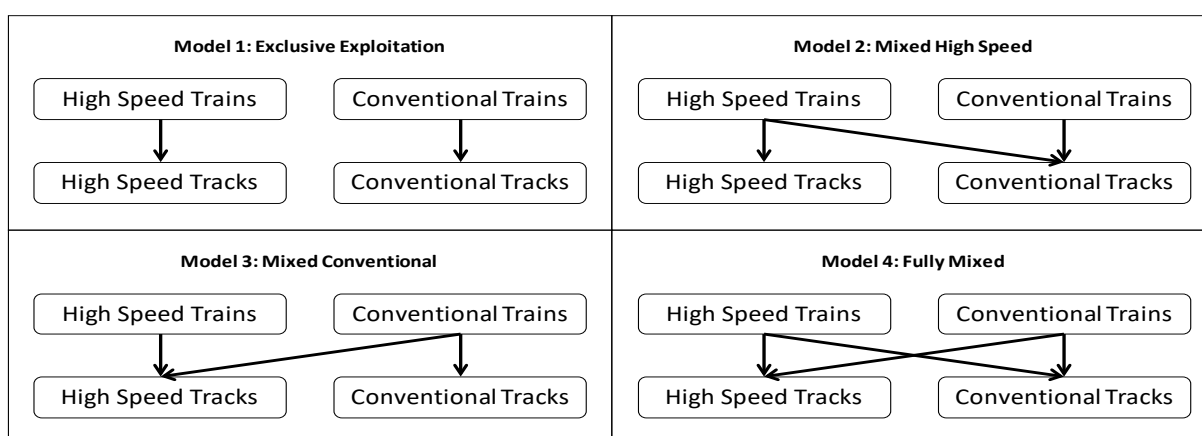 Model 1: Exclusive Exploitation
High Speed Trains
Conventional Trains
High Speed Tracks
Conventional Tracks
Model 2: Mixed High Speed
High Speed Trains
Conventional Trains
High Speed Tracks
Conventional Tracks
Model 3: Mixed Conventional
High Speed Trains
Conventional Trains
High Speed Tracks
Conventional Tracks
Model 4: Fully Mixed
High Speed Trains
Conventional Trains
High Speed Tracks
Conventional Tracks